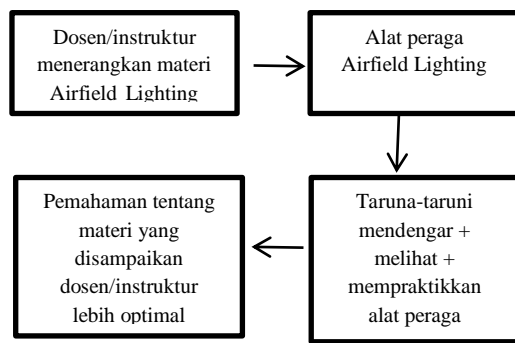 Dosen/instruktur
menerangkan materi
Airfield Lighting
Alat peraga
Airfield Lighting
Taruna-taruni
mendengar +
melihat +
mempraktikkan
alat peraga
Pemahaman tentang
materi yang
disampaikan
dosen/instruktur
lebih optimal